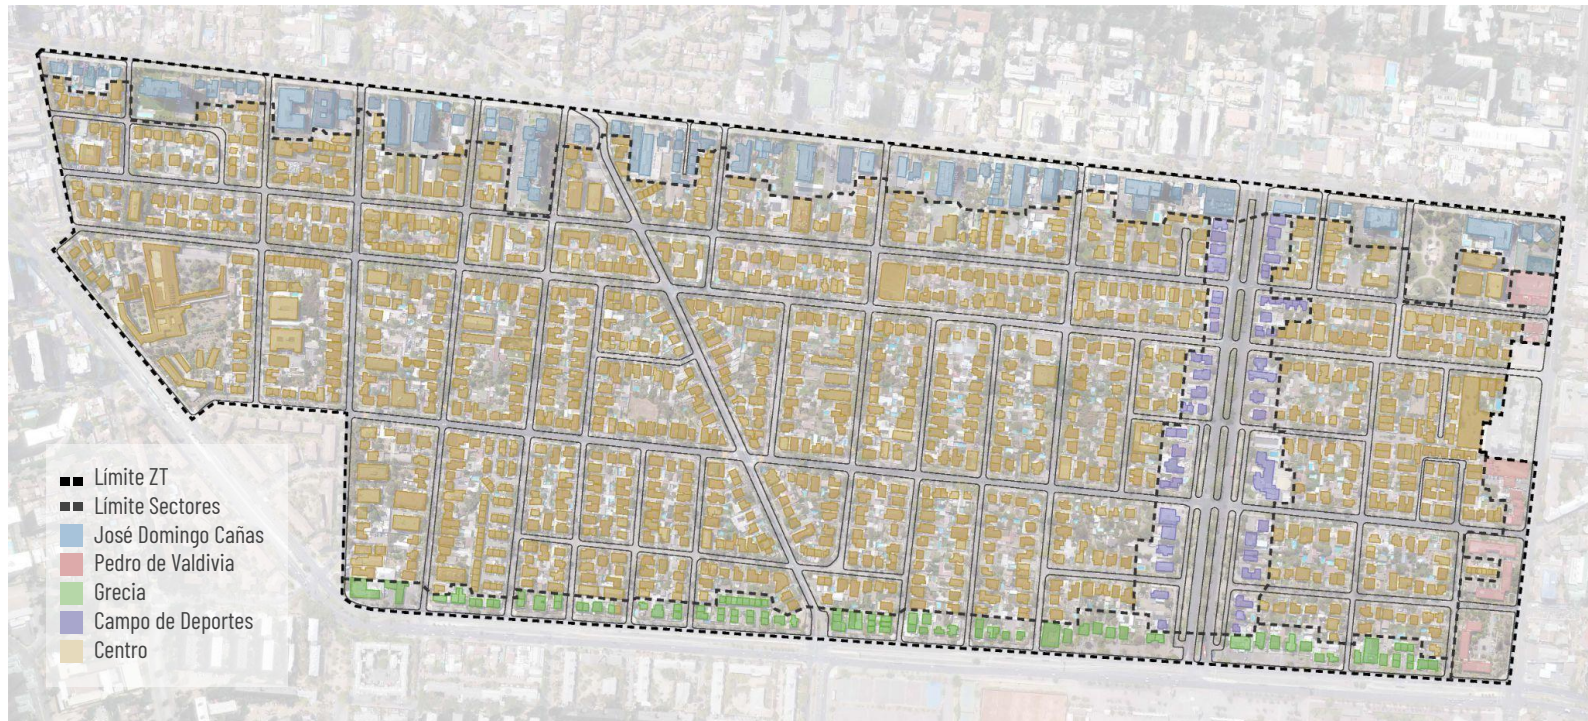 Límite ZT
Límite Sectores
José Domingo Cañas
Pedro de Valdivia
Grecia
Campo de Deportes
Centro